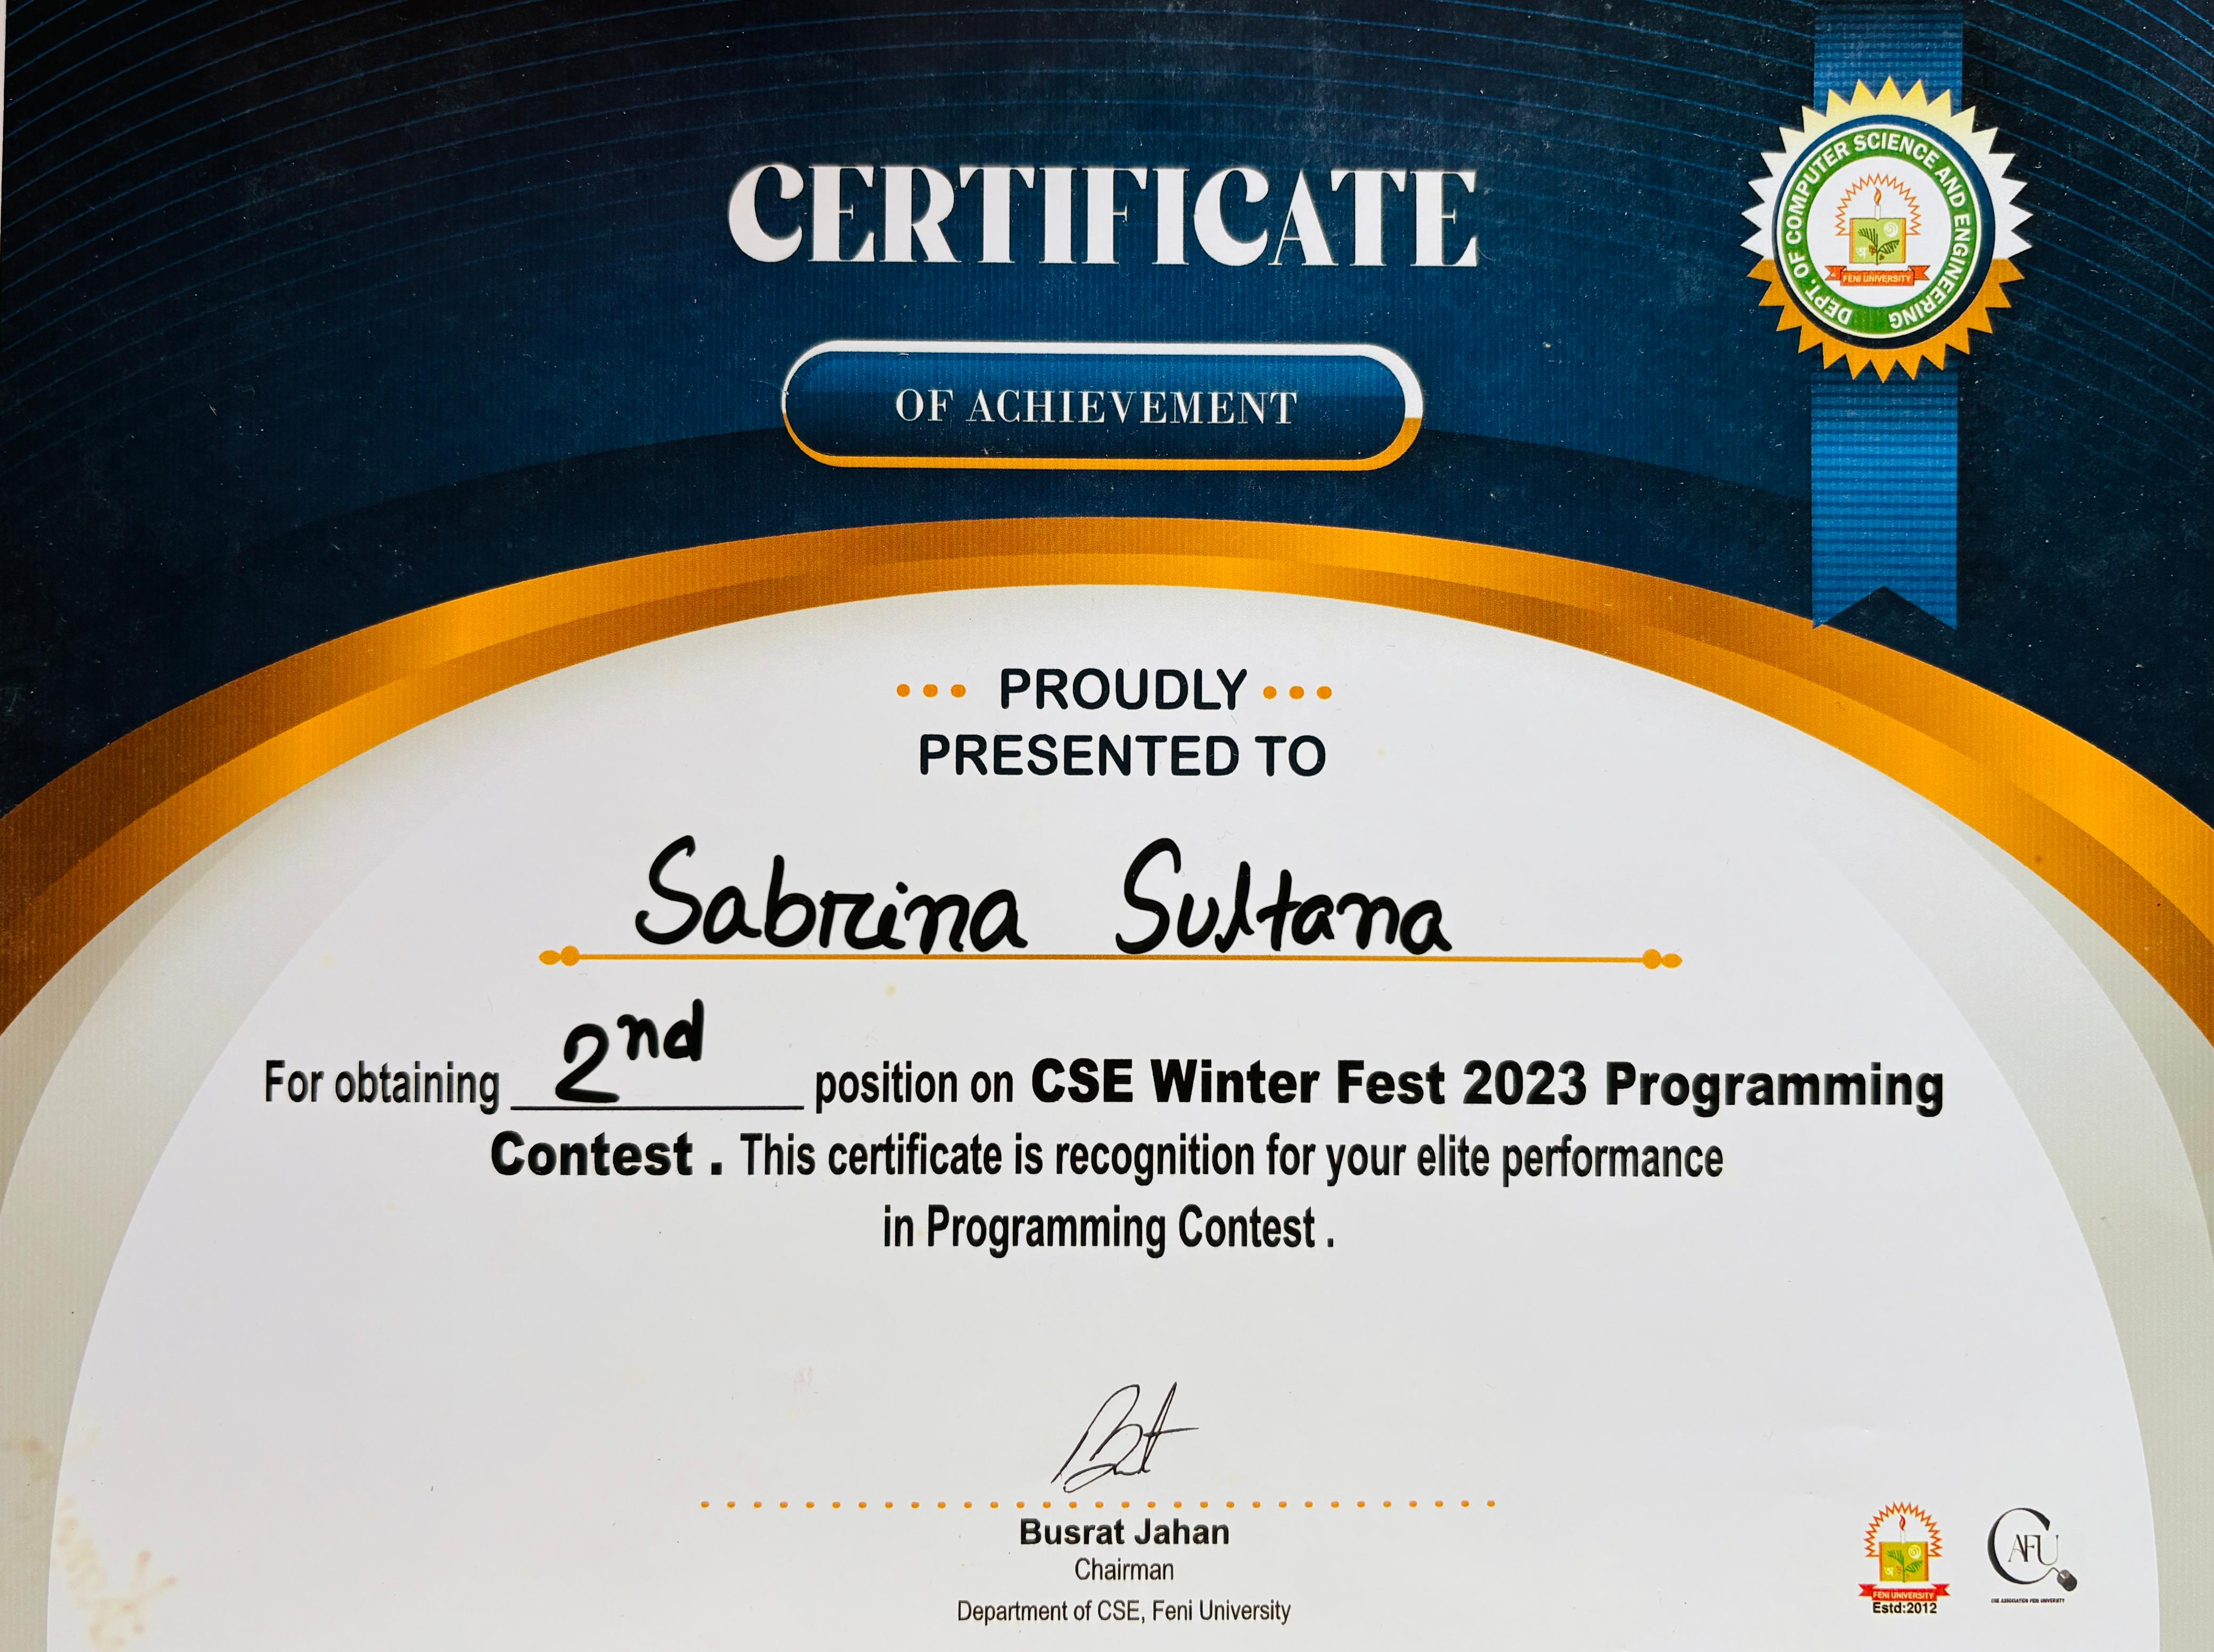 CERTIFICATE
DEPT. OF COMPUTER SCIENCE AND ENGINEERING
FENI UNIVERSITY
OF ACHIEVEMENT
PROUDLY
PRESENTED TO
Sabrina Sultana
For obtaining 2nd position on CSE Winter Fest 2023 Programming
Contest . This certificate is recognition for your elite performance
in Programming Contest .
Busrat Jahan
Chairman
Department of CSE, Feni University
FENI UNIVERSITY
Estd:2012
CAFU
CSE ASSOCIATION FENI UNIVERSITY